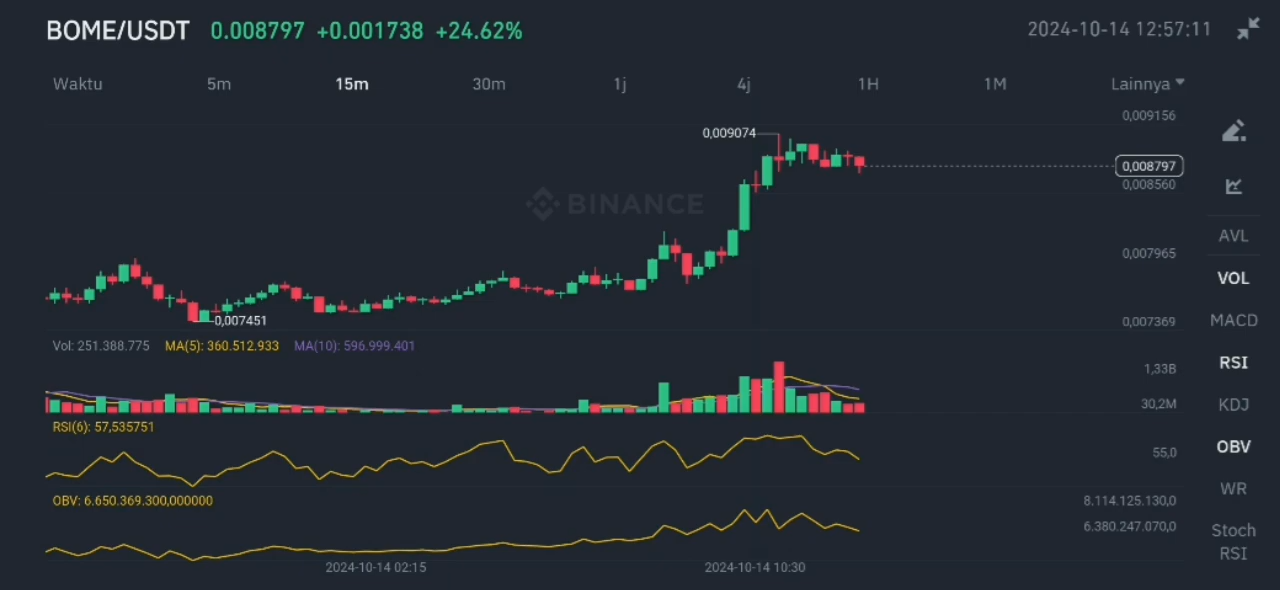 BOME/USDT 0.008797 +0.001738 +24.62% 2024-10-14 12:57:11
Waktu 5m 15m 30m 1j 4j 1H 1M Lainnya
0,009156
0,009074
0,008797
0,008560
BINANCE
AVL
0,007965
VOL
0,007451
0,007369
MACD
Vol: 251.388.775 MA(5): 360.512.933 MA(10): 596.999.401
1,33B
RSI
30,2M
KDJ
RSI(6): 57,535751
55,0
OBV
WR
OBV: 6.650.369.300,000000
8.114.125.130,0
6.380.247.070,0
Stoch
RSI
2024-10-14 02:15 2024-10-14 10:30